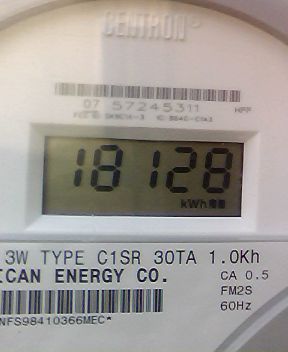 CENTRON®
07 57245311 HPF
18128
kWh
3W TYPE C1SR 30TA 1.0Kh
ICAN ENERGY CO. CA 0.5
FM2S
60Hz
NFS98410366MEC*